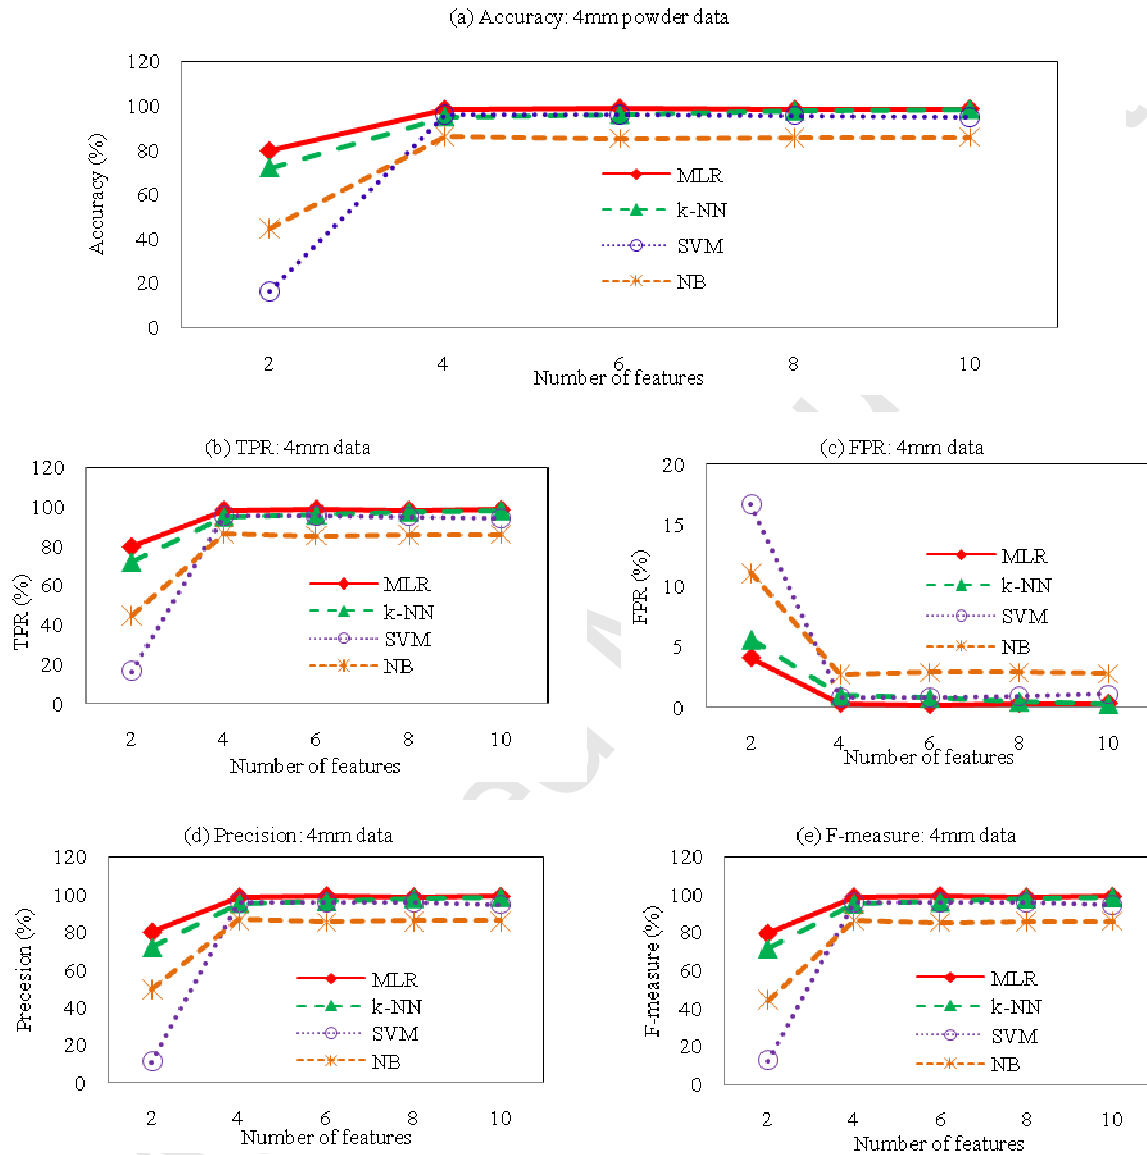 (a) Accuracy: 4mm powder data
120
100
80
60
40
20
0
Accuracy (%)
MLR
k-NN
SVM
NB
2 4 6 8 10
Number of features
(b) TPR: 4mm data
120
100
80
60
40
20
0
TPR (%)
MLR
k-NN
SVM
NB
2 4 6 8 10
Number of features
(c) FPR: 4mm data
20
15
10
5
0
FPR (%)
MLR
k-NN
SVM
NB
2 4 6 8 10
Number of features
(d) Precision: 4mm data
120
100
80
60
40
20
0
Precesion (%)
MLR
k-NN
SVM
NB
2 4 6 8 10
Number of features
(e) F-measure: 4mm data
120
100
80
60
40
20
0
F-measure (%)
MLR
k-NN
SVM
NB
2 4 6 8 10
Number of features